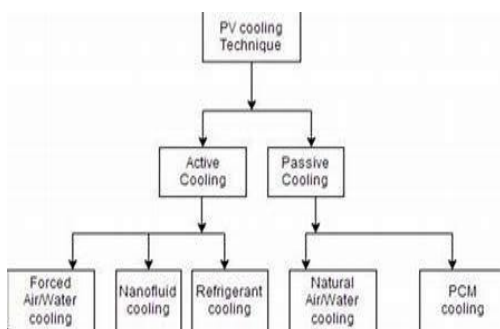 PV cooling
Technique
Active
Cooling
Passive
Cooling
Forced
Air/Water
cooling
Nanofluid
cooling
Refrigerant
cooling
Natural
Air/Water
cooling
PCM
cooling